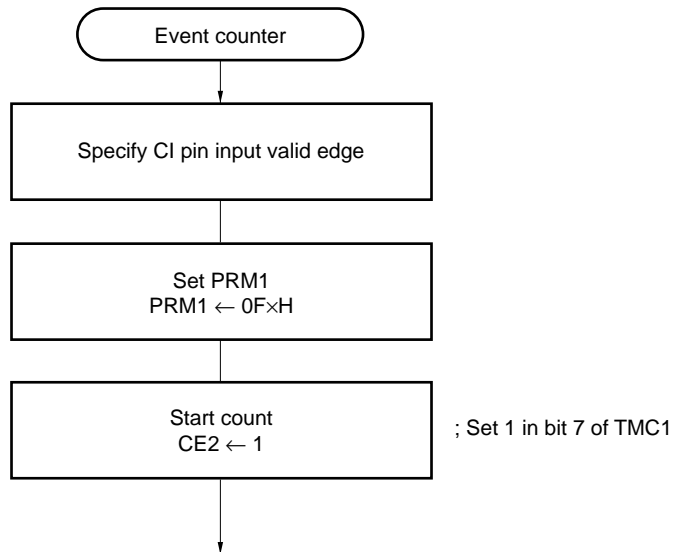 Event counter
Specify CI pin input valid edge
Set PRM1
PRM1 ← 0F×H
Start count
CE2 ← 1
; Set 1 in bit 7 of TMC1